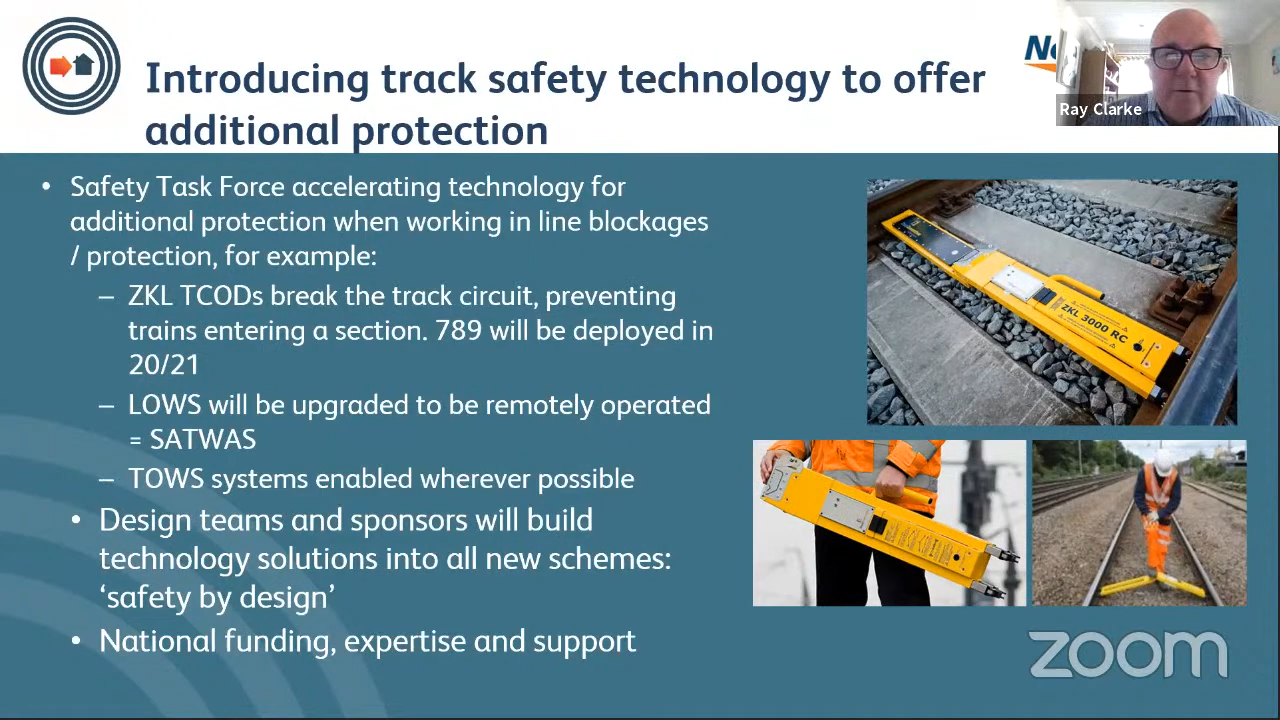 Introducing track safety technology to offer
additional protection
Ne
Ray Clarke
• Safety Task Force accelerating technology for
additional protection when working in line blockages
/ protection, for example:
– ZKL TCODs break the track circuit, preventing
trains entering a section. 789 will be deployed in
20/21
– LOWS will be upgraded to be remotely operated
= SATWAS
– TOWS systems enabled wherever possible
• Design teams and sponsors will build
technology solutions into all new schemes:
‘safety by design’
• National funding, expertise and support
ZKL 3000 RC
zoom